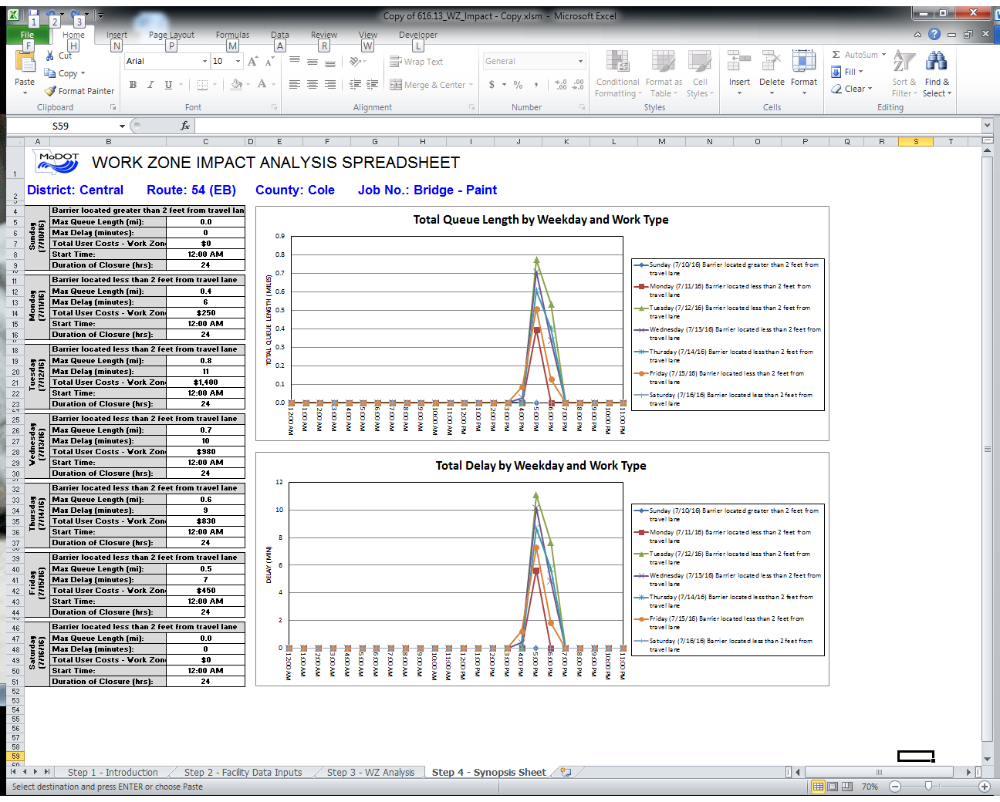 Copy of 616.13_WZ_Impact - Copy.xlsm - Microsoft Excel
1 2 3
File Home Insert Page Layout Formulas Data Review View Developer
F H N P M A R W L
Paste
Cut
Copy
Format Painter
Clipboard
Arial 10
B I U
Font
Wrap Text
Merge & Center
Alignment
General
$ % ,
Number
Conditional Formatting
Format as Table
Cell Styles
Styles
Insert Delete Format
Cells
Σ AutoSum
Fill
Clear
Sort & Filter
Find & Select
Editing
S59 fx
A B C D E F G H I J K L M N O P Q R S T
MoDOT WORK ZONE IMPACT ANALYSIS SPREADSHEET
District: Central Route: 54 (EB) County: Cole Job No.: Bridge - Paint
Sunday (7/10/16)
Barrier located greater than 2 feet from travel lan
Max Queue Length (mi): 0.0
Max Delay (minutes): 0
Total User Costs - Work Zon $0
Start Time: 12:00 AM
Duration of Closure (hrs): 24
Monday (7/11/16)
Barrier located less than 2 feet from travel lane
Max Queue Length (mi): 0.4
Max Delay (minutes): 6
Total User Costs - Work Zon $250
Start Time: 12:00 AM
Duration of Closure (hrs): 24
Tuesday (7/12/16)
Barrier located less than 2 feet from travel lane
Max Queue Length (mi): 0.8
Max Delay (minutes): 11
Total User Costs - Work Zon $1,400
Start Time: 12:00 AM
Duration of Closure (hrs): 24
Wednesday (7/13/16)
Barrier located less than 2 feet from travel lane
Max Queue Length (mi): 0.7
Max Delay (minutes): 10
Total User Costs - Work Zon $980
Start Time: 12:00 AM
Duration of Closure (hrs): 24
Thursday (7/14/16)
Barrier located less than 2 feet from travel lane
Max Queue Length (mi): 0.6
Max Delay (minutes): 9
Total User Costs - Work Zon $830
Start Time: 12:00 AM
Duration of Closure (hrs): 24
Friday (7/15/16)
Barrier located less than 2 feet from travel lane
Max Queue Length (mi): 0.5
Max Delay (minutes): 7
Total User Costs - Work Zon $450
Start Time: 12:00 AM
Duration of Closure (hrs): 24
Saturday (7/16/16)
Barrier located less than 2 feet from travel lane
Max Queue Length (mi): 0.0
Max Delay (minutes): 0
Total User Costs - Work Zon $0
Start Time: 12:00 AM
Duration of Closure (hrs): 24
Total Queue Length by Weekday and Work Type
TOTAL QUEUE LENGTH (MILES)
0.9
0.8
0.7
0.6
0.5
0.4
0.3
0.2
0.1
0.0
12:00 AM 1:00 AM 2:00 AM 3:00 AM 4:00 AM 5:00 AM 6:00 AM 7:00 AM 8:00 AM 9:00 AM 10:00 AM 11:00 AM 12:00 PM 1:00 PM 2:00 PM 3:00 PM 4:00 PM 5:00 PM 6:00 PM 7:00 PM 8:00 PM 9:00 PM 10:00 PM 11:00 PM
Sunday (7/10/16) Barrier located greater than 2 feet from
travel lane
Monday (7/11/16) Barrier located less than 2 feet from
travel lane
Tuesday (7/12/16) Barrier located less than 2 feet from
travel lane
Wednesday (7/13/16) Barrier located less than 2 feet from
travel lane
Thursday (7/14/16) Barrier located less than 2 feet from
travel lane
Friday (7/15/16) Barrier located less than 2 feet from
travel lane
Saturday (7/16/16) Barrier located less than 2 feet from
travel lane
Total Delay by Weekday and Work Type
DELAY (MIN)
12
10
8
6
4
2
0
12:00 AM 1:00 AM 2:00 AM 3:00 AM 4:00 AM 5:00 AM 6:00 AM 7:00 AM 8:00 AM 9:00 AM 10:00 AM 11:00 AM 12:00 PM 1:00 PM 2:00 PM 3:00 PM 4:00 PM 5:00 PM 6:00 PM 7:00 PM 8:00 PM 9:00 PM 10:00 PM 11:00 PM
Sunday (7/10/16) Barrier located greater than 2 feet from
travel lane
Monday (7/11/16) Barrier located less than 2 feet from
travel lane
Tuesday (7/12/16) Barrier located less than 2 feet from
travel lane
Wednesday (7/13/16) Barrier located less than 2 feet from
travel lane
Thursday (7/14/16) Barrier located less than 2 feet from
travel lane
Friday (7/15/16) Barrier located less than 2 feet from
travel lane
Saturday (7/16/16) Barrier located less than 2 feet from
travel lane
Step 1 - Introduction Step 2 - Facility Data Inputs Step 3 - WZ Analysis Step 4 - Synopsis Sheet
Select destination and press ENTER or choose Paste 70%